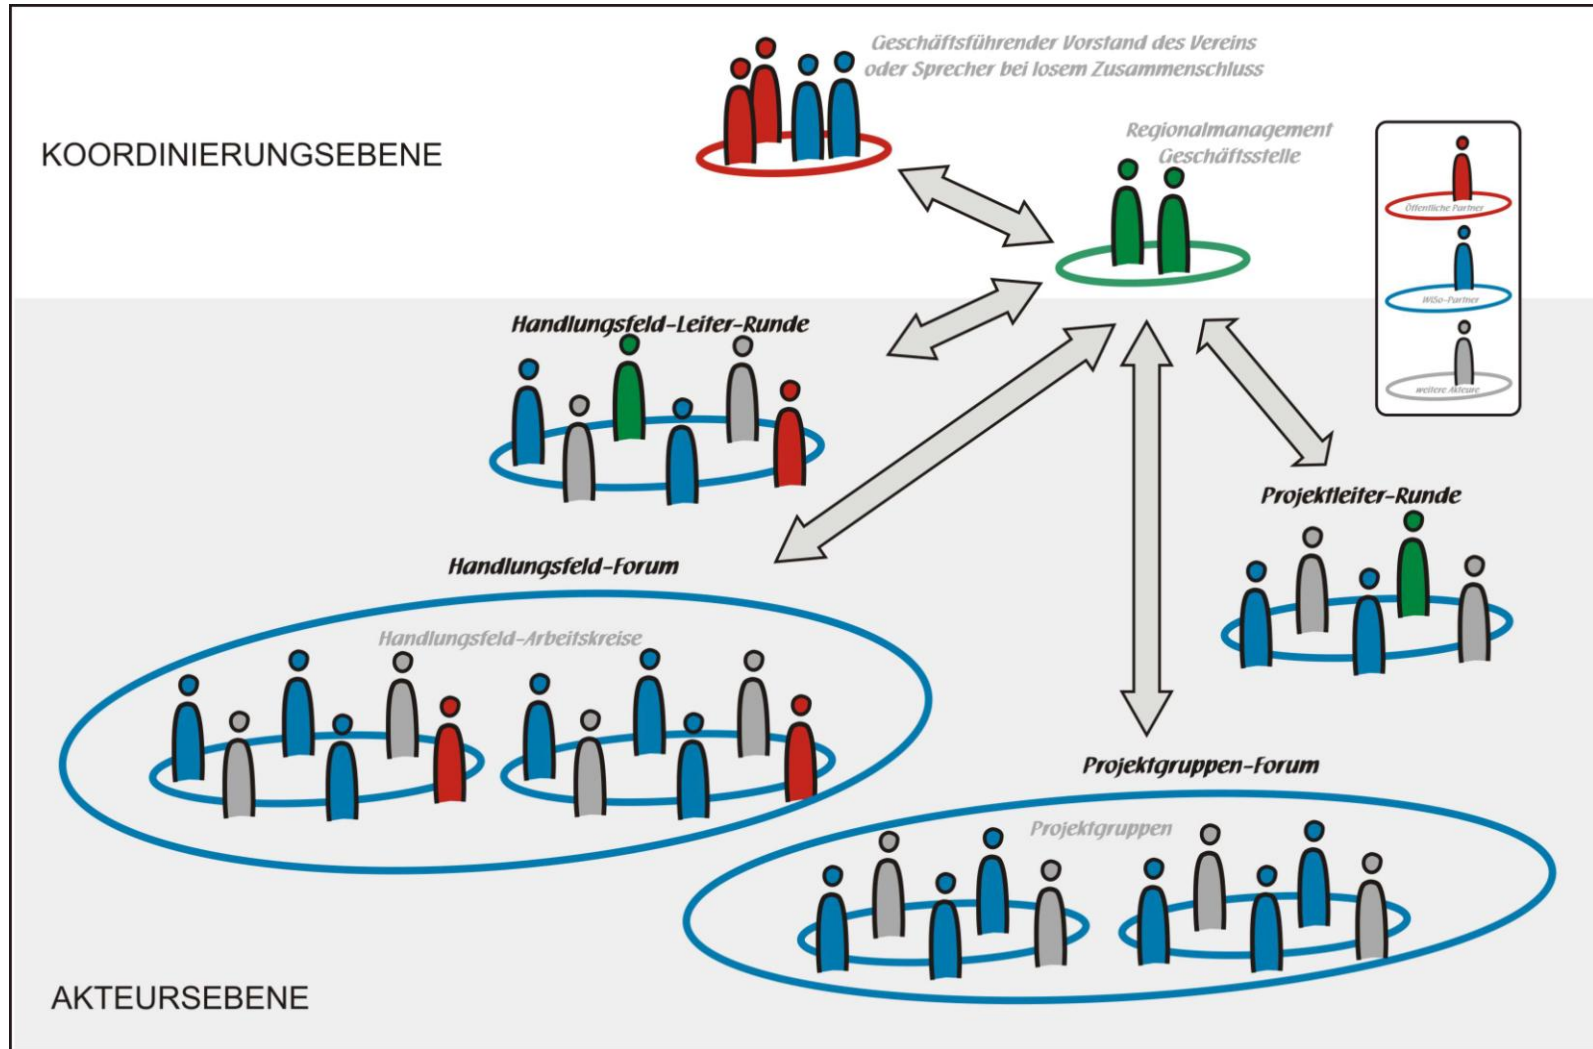 Geschäftsführender Vorstand des Vereins
oder Sprecher bei losem Zusammenschluss
KOORDINIERUNGSEBENE
Regionalmanagement
Geschäftsstelle
Öffentliche Partner
WiSo-Partner
weitere Akteure
Handlungsfeld-Leiter-Runde
Projektleiter-Runde
Handlungsfeld-Forum
Handlungsfeld-Arbeitskreise
Projektgruppen-Forum
Projektgruppen
AKTEURSEBENE